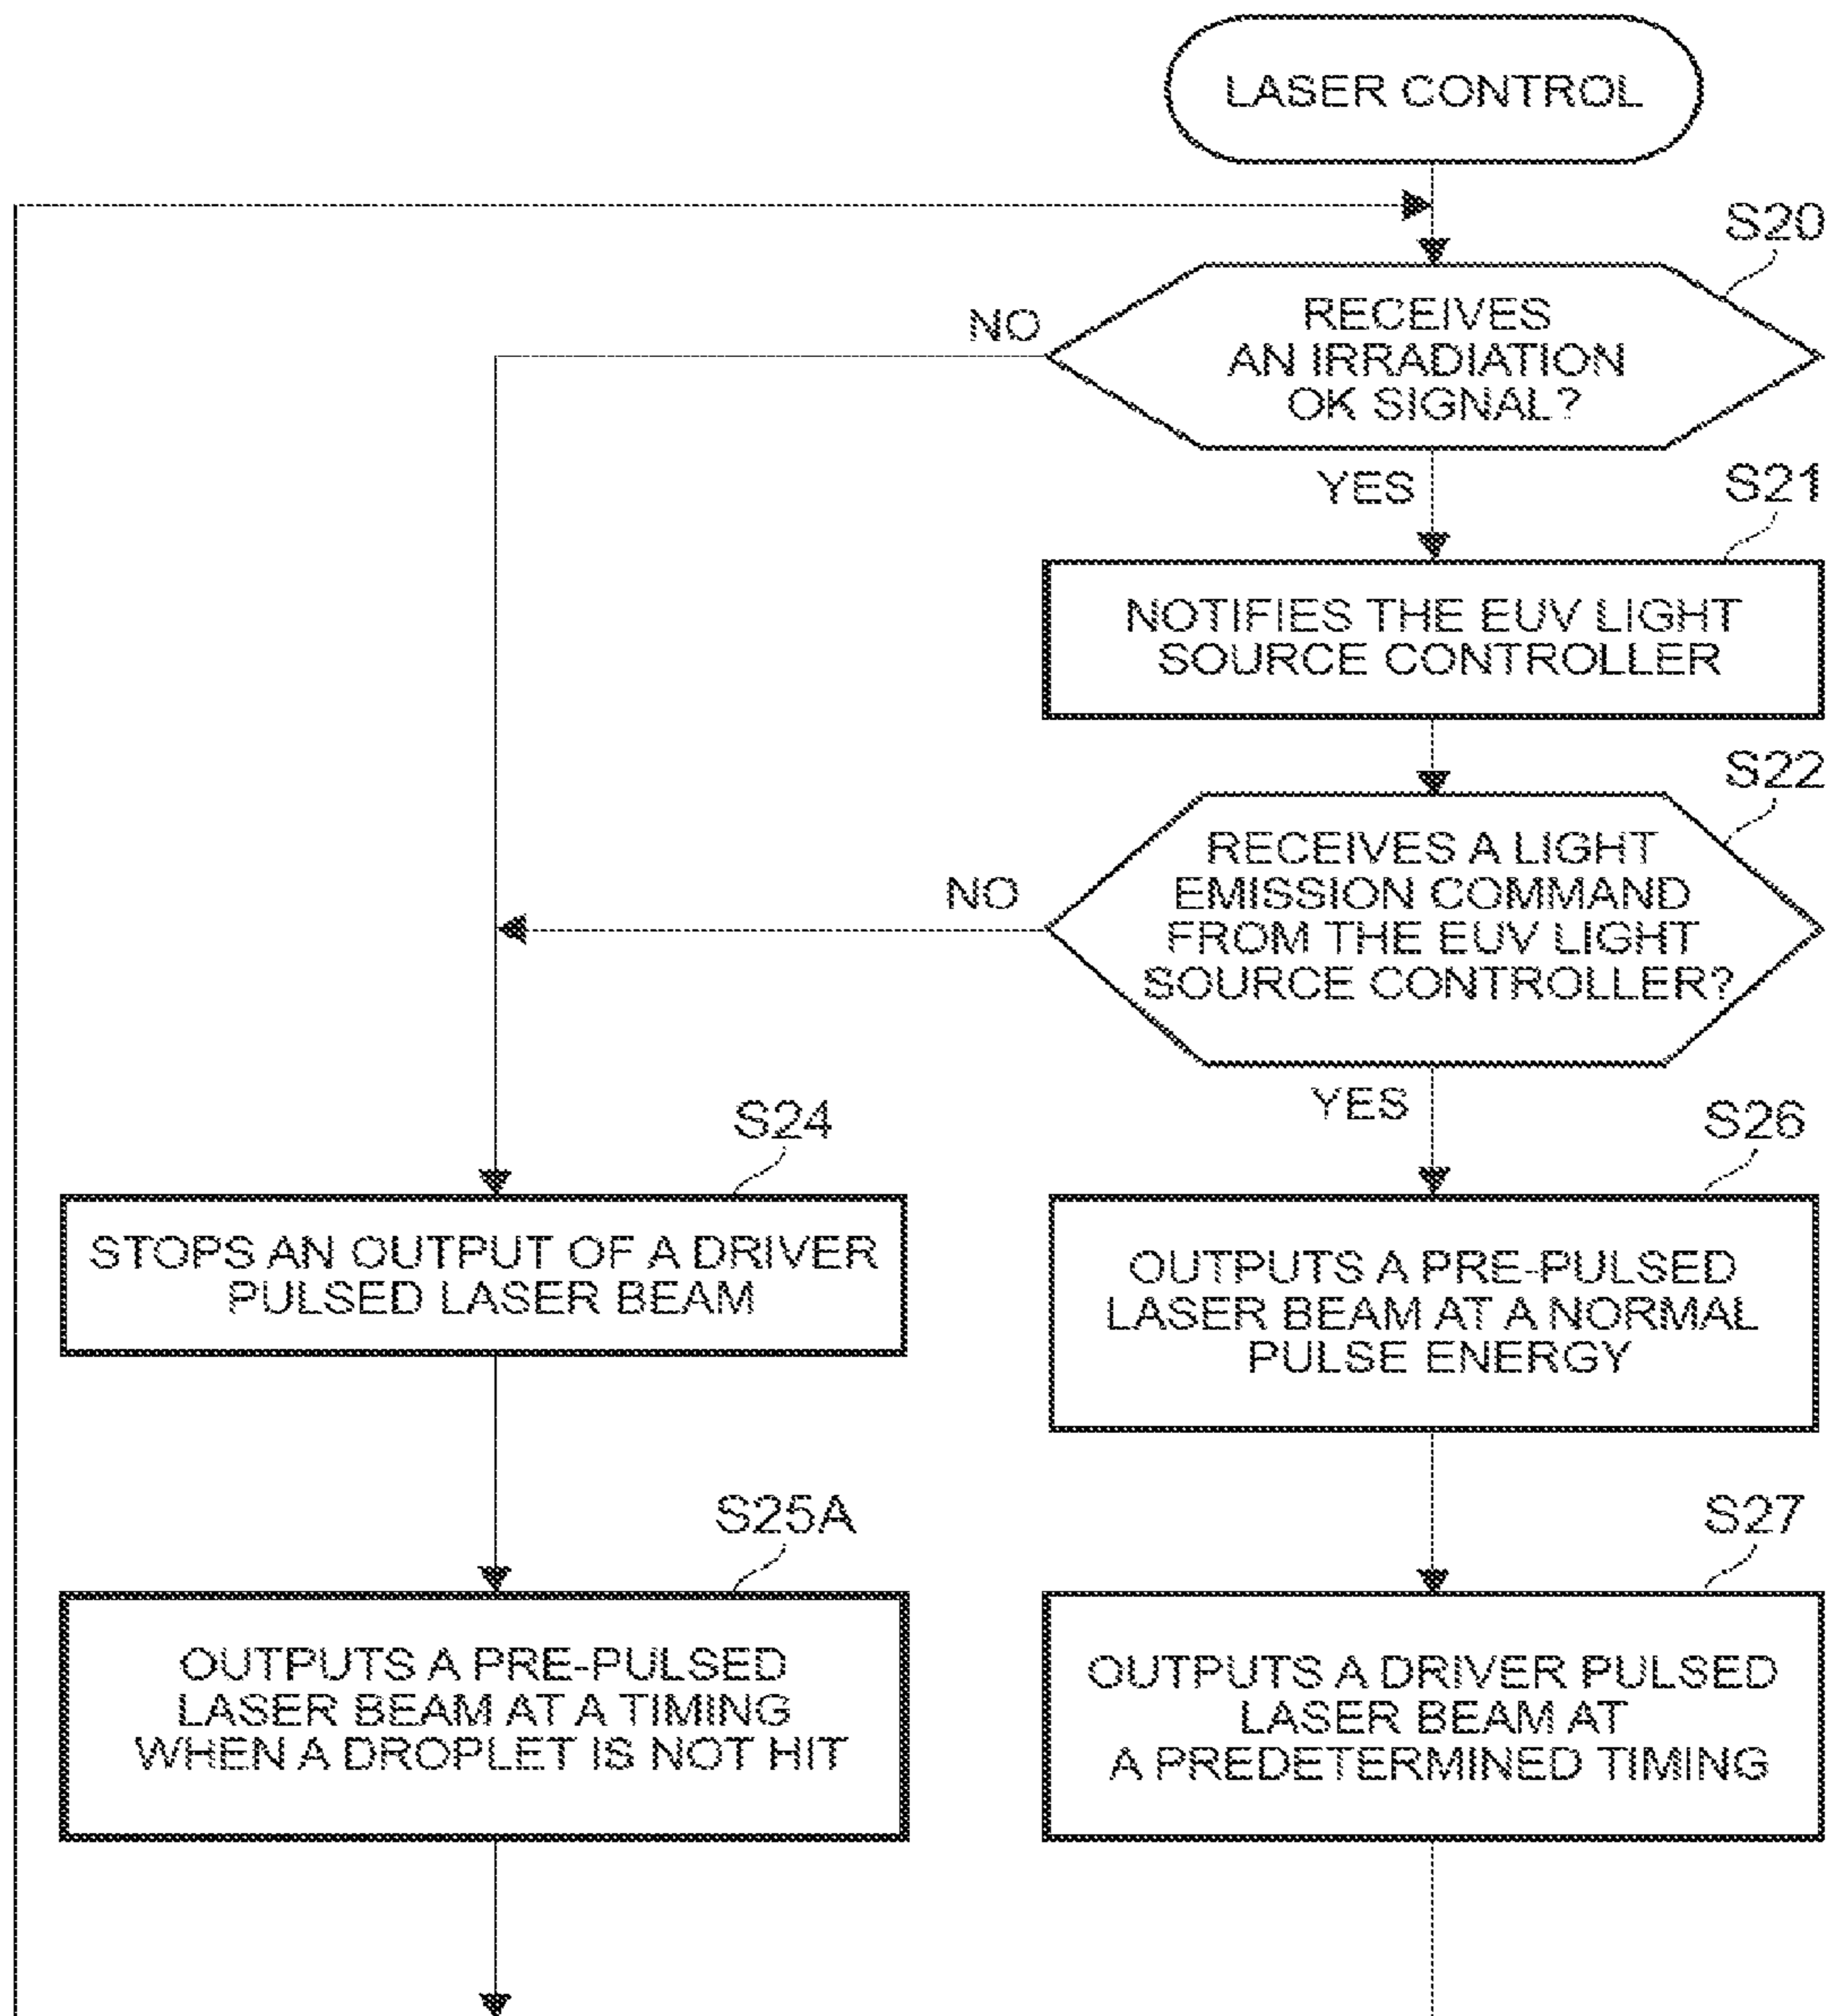 LASER CONTROL
S20
RECEIVES
AN IRRADIATION
OK SIGNAL?
NO
YES
S21
NOTIFIES THE EUV LIGHT
SOURCE CONTROLLER
S22
RECEIVES A LIGHT
EMISSION COMMAND
FROM THE EUV LIGHT
SOURCE CONTROLLER?
NO
YES
S24
STOPS AN OUTPUT OF A DRIVER
PULSED LASER BEAM
S26
OUTPUTS A PRE-PULSED
LASER BEAM AT A NORMAL
PULSE ENERGY
S25A
OUTPUTS A PRE-PULSED
LASER BEAM AT A TIMING
WHEN A DROPLET IS NOT HIT
S27
OUTPUTS A DRIVER PULSED
LASER BEAM AT
A PREDETERMINED TIMING